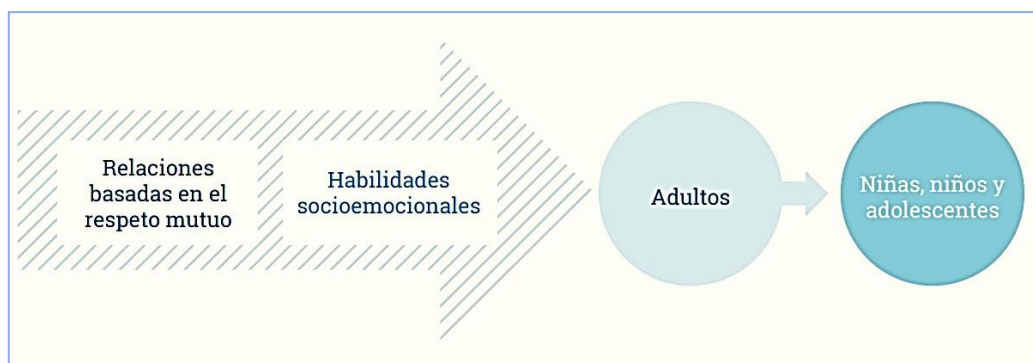 Relaciones
basadas en el
respeto mutuo
Habilidades
socioemocionales
Adultos
Niñas, niños y
adolescentes